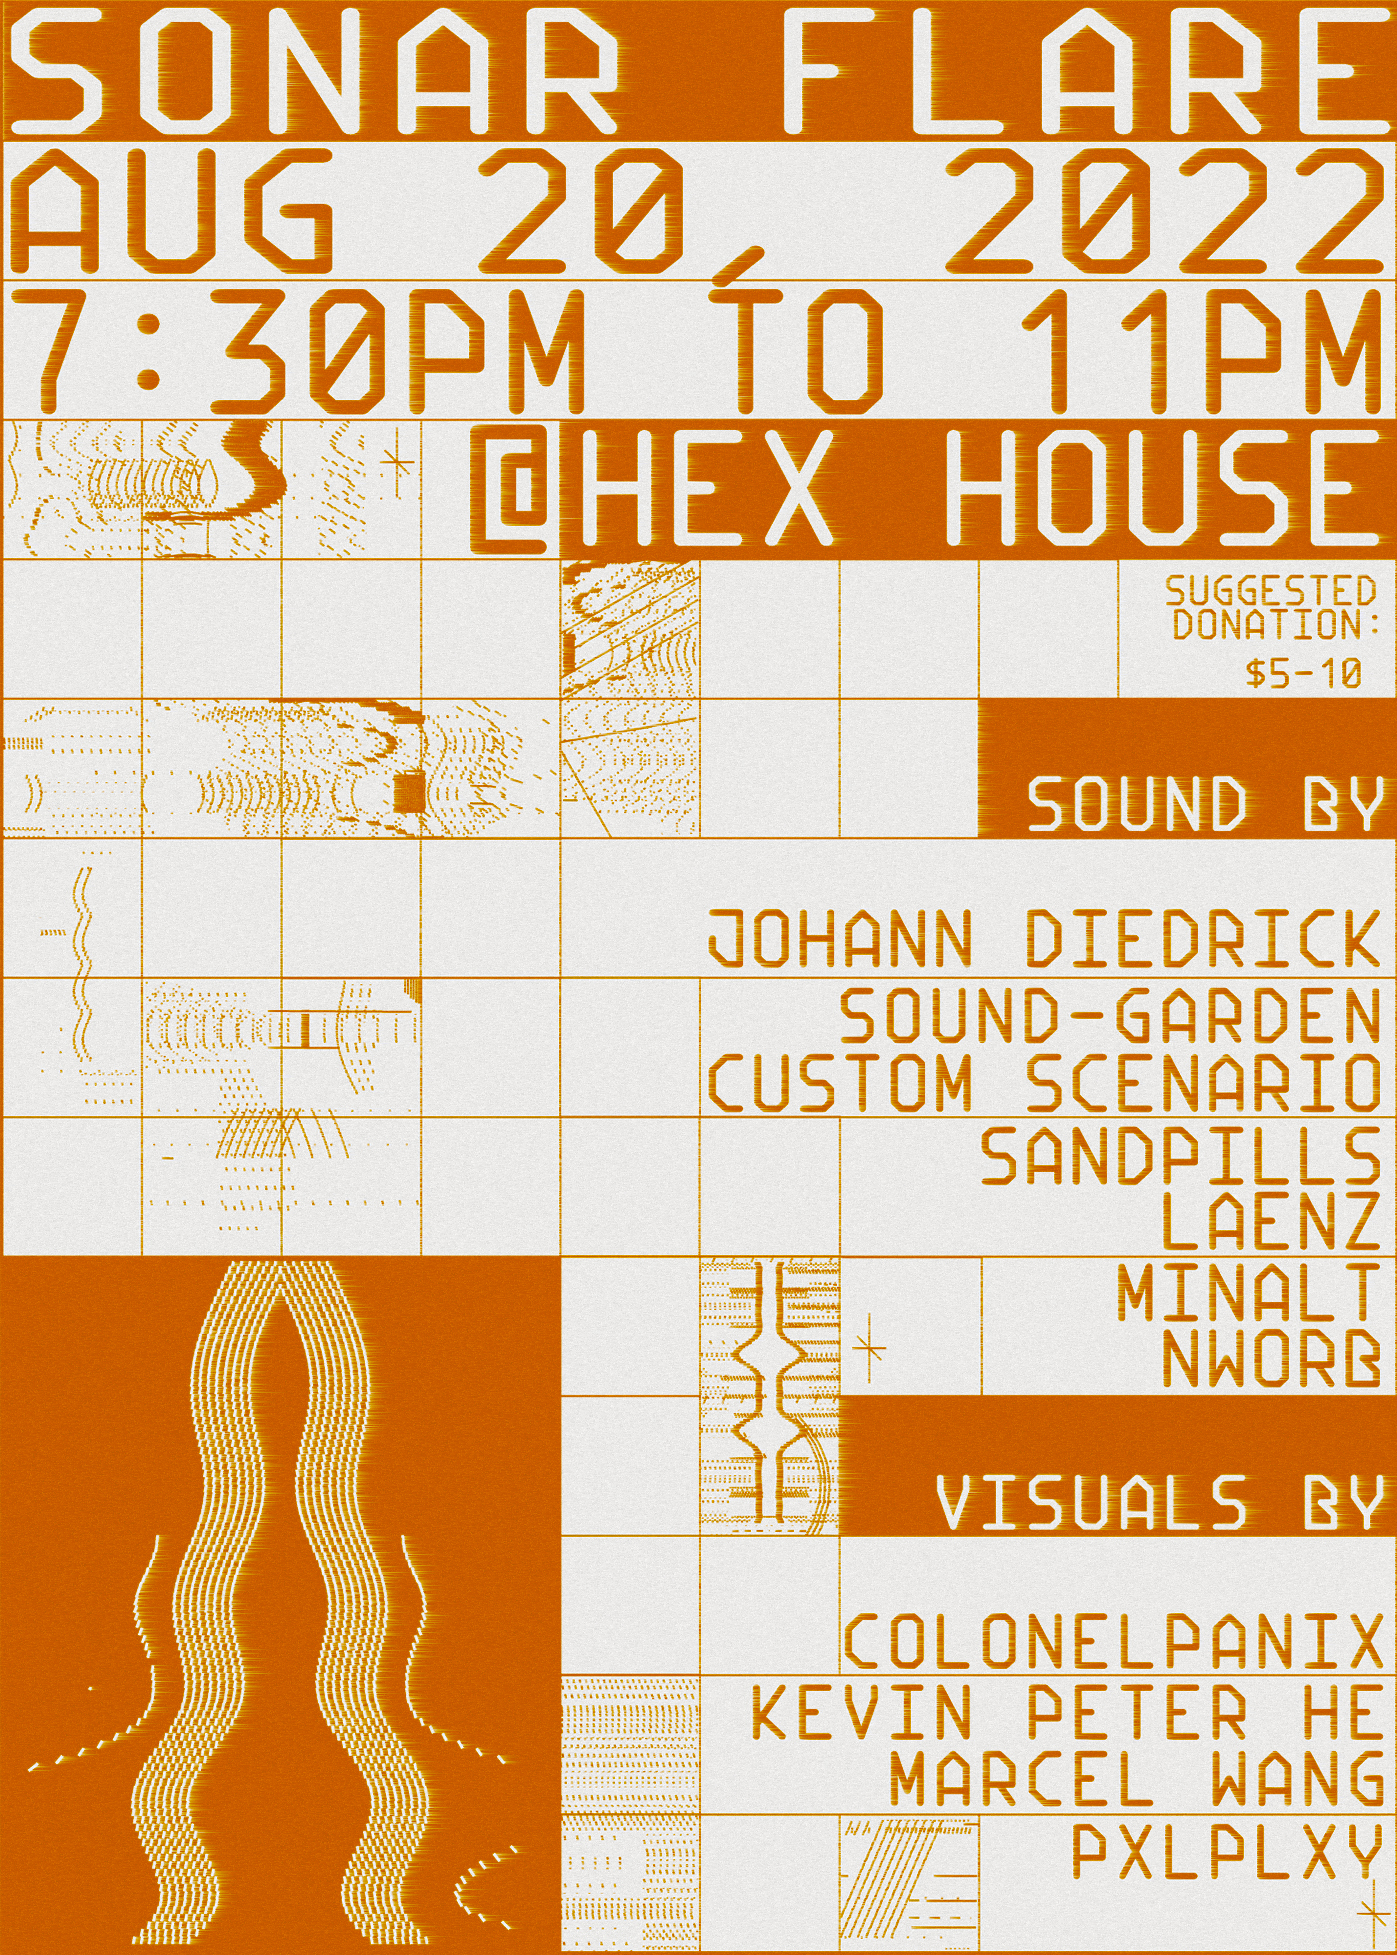 SONAR FLARE
AUG 20, 2022
7:30PM TO 11PM
@HEX HOUSE
SUGGESTED
DONATION:
$5-10
SOUND BY
JOHANN DIEDRICK
SOUND-GARDEN
CUSTOM SCENARIO
SANDPILLS
LAENZ
MINALT
NWORB
VISUALS BY
COLONELPANIX
KEVIN PETER HE
MARCEL WANG
PXLPLXY